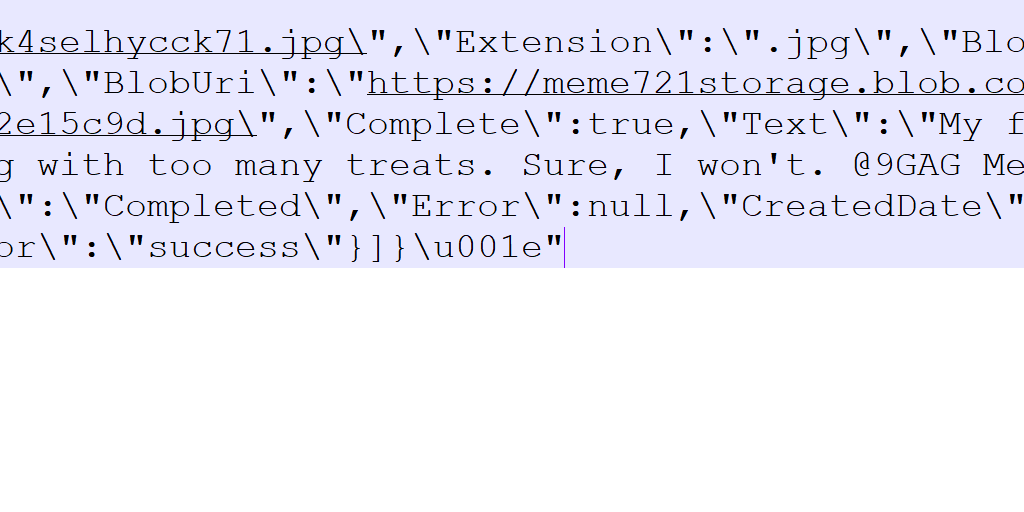 k4selhycck71.jpg\",\"Extension\":\".jpg\",\"Blo
\",\"BlobUri\":\"https://meme721storage.blob.co
2e15c9d.jpg\",\"Complete\":true,\"Text\":\"My f
g with too many treats. Sure, I won't. @9GAG Me
\":\"Completed\",\"Error\":null,\"CreatedDate\"
or\":\"success\"}]}\u001e"